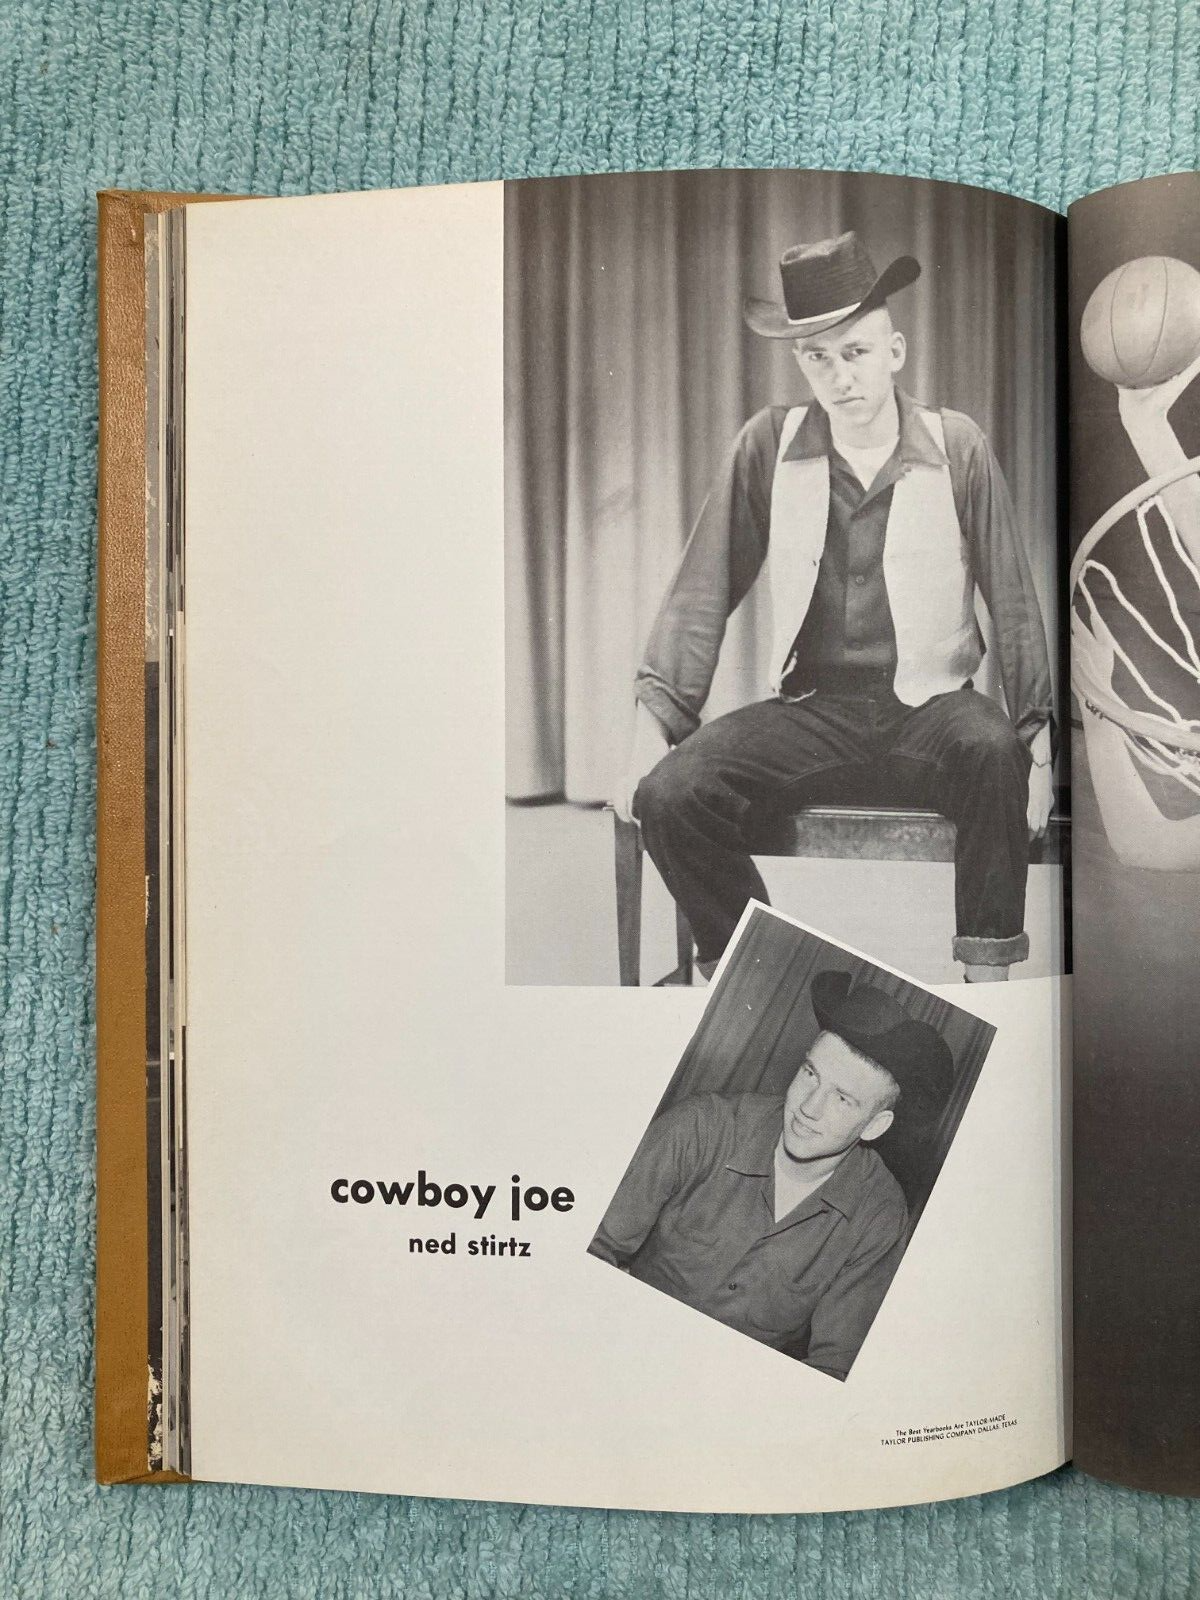 cowboy joe
ned stirtz
The Best Yearbooks Are TAYLOR-MADE
TAYLOR PUBLISHING COMPANY DALLAS, TEXAS